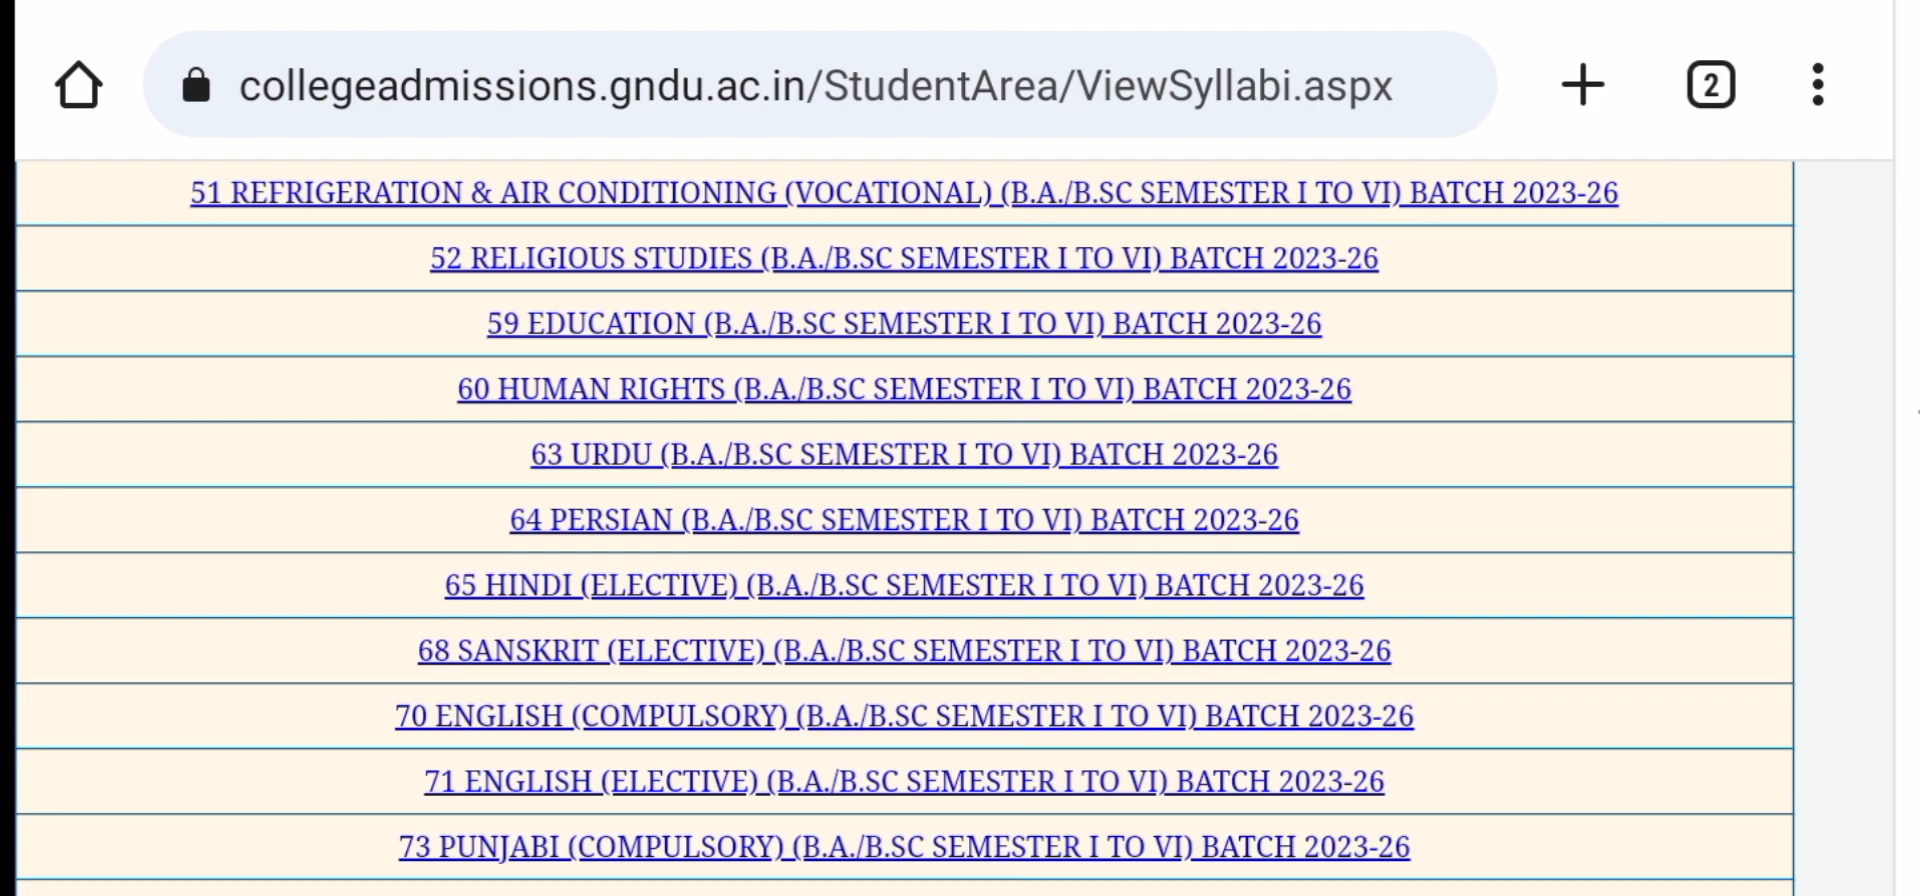 collegeadmissions.gndu.ac.in/StudentArea/ViewSyllabi.aspx
2
51 REFRIGERATION & AIR CONDITIONING (VOCATIONAL) (B.A./B.SC SEMESTER I TO VI) BATCH 2023-26
52 RELIGIOUS STUDIES (B.A./B.SC SEMESTER I TO VI) BATCH 2023-26
59 EDUCATION (B.A./B.SC SEMESTER I TO VI) BATCH 2023-26
60 HUMAN RIGHTS (B.A./B.SC SEMESTER I TO VI) BATCH 2023-26
63 URDU (B.A./B.SC SEMESTER I TO VI) BATCH 2023-26
64 PERSIAN (B.A./B.SC SEMESTER I TO VI) BATCH 2023-26
65 HINDI (ELECTIVE) (B.A./B.SC SEMESTER I TO VI) BATCH 2023-26
68 SANSKRIT (ELECTIVE) (B.A./B.SC SEMESTER I TO VI) BATCH 2023-26
70 ENGLISH (COMPULSORY) (B.A./B.SC SEMESTER I TO VI) BATCH 2023-26
71 ENGLISH (ELECTIVE) (B.A./B.SC SEMESTER I TO VI) BATCH 2023-26
73 PUNJABI (COMPULSORY) (B.A./B.SC SEMESTER I TO VI) BATCH 2023-26